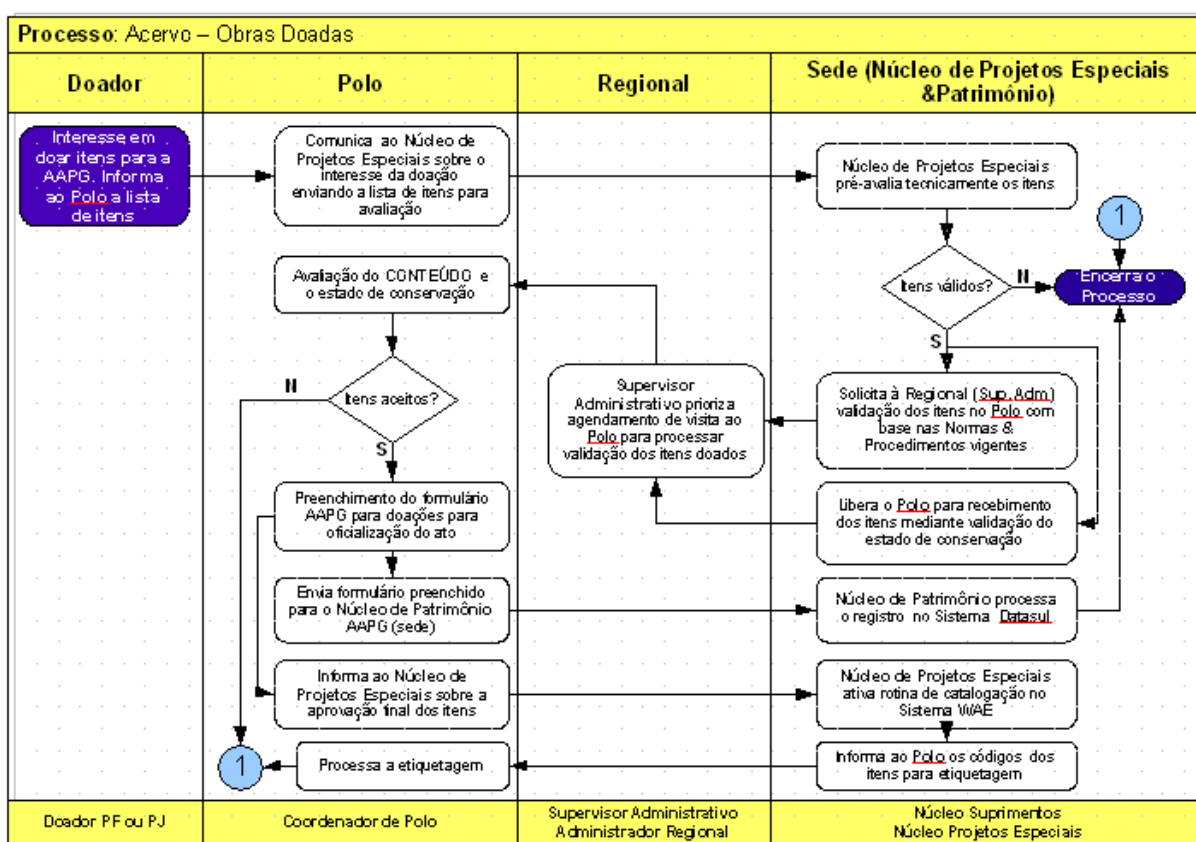 Processo: Acervo – Obras Doadas
Doador
Polo
Regional
Sede (Núcleo de Projetos Especiais
&Patrimônio)
Interesse em
doar itens para a
AAPG. Informa
ao Polo a lista
de itens
Comunica ao Núcleo de
Projetos Especiais sobre o
interesse da doação
enviando a lista de itens para
avaliação
Núcleo de Projetos Especiais
pré-avalia tecnicamente os itens
1
Itens válidos?
N
Encerra o
Processo
S
Avaliação do CONTEÚDO e
o estado de conservação
Itens aceitos?
N
S
Supervisor
Administrativo prioriza
agendamento de visita ao
Polo para processar
validação dos itens doados
Solicita à Regional (Sup. Adm)
validação dos itens no Polo com
base nas Normas &
Procedimentos vigentes
Preenchimento do formulário
AAPG para doações para
oficialização do ato
Libera o Polo para recebimento
dos itens mediante validação do
estado de conservação
Envia formulário preenchido
para o Núcleo de Patrimônio
AAPG (sede)
Núcleo de Patrimônio processa
o registro no Sistema Datasul
Informa ao Núcleo de
Projetos Especiais sobre a
aprovação final dos itens
Núcleo de Projetos Especiais
ativa rotina de catalogação no
Sistema WAE
1
Processa a etiquetagem
Informa ao Polo os códigos dos
itens para etiquetagem
Doador PF ou PJ
Coordenador de Polo
Supervisor Administrativo
Administrador Regional
Núcleo Suprimentos
Núcleo Projetos Especiais